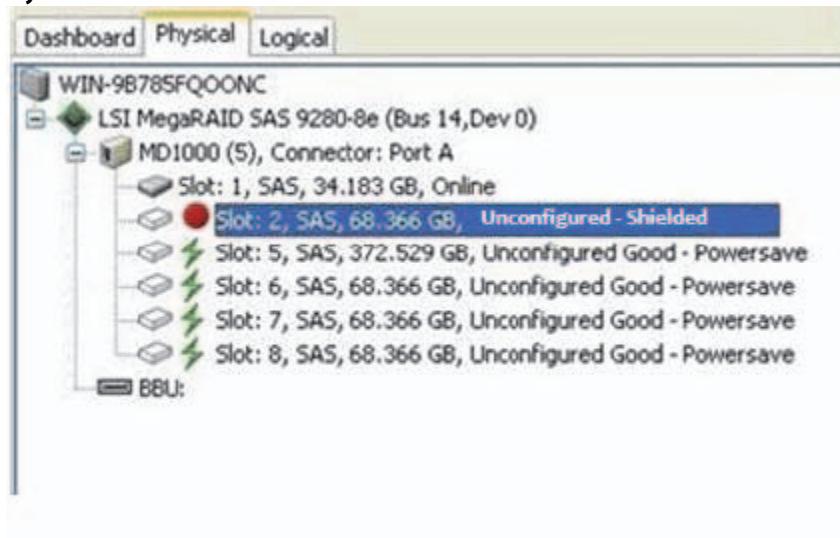 Dashboard Physical Logical
WIN-9B785FQOONC
LSI MegaRAID SAS 9280-8e (Bus 14,Dev 0)
MD1000 (5), Connector: Port A
Slot: 1, SAS, 34.183 GB, Online
Slot: 2, SAS, 68.366 GB, Unconfigured - Shielded
Slot: 5, SAS, 372.529 GB, Unconfigured Good - Powersave
Slot: 6, SAS, 68.366 GB, Unconfigured Good - Powersave
Slot: 7, SAS, 68.366 GB, Unconfigured Good - Powersave
Slot: 8, SAS, 68.366 GB, Unconfigured Good - Powersave
BBU: